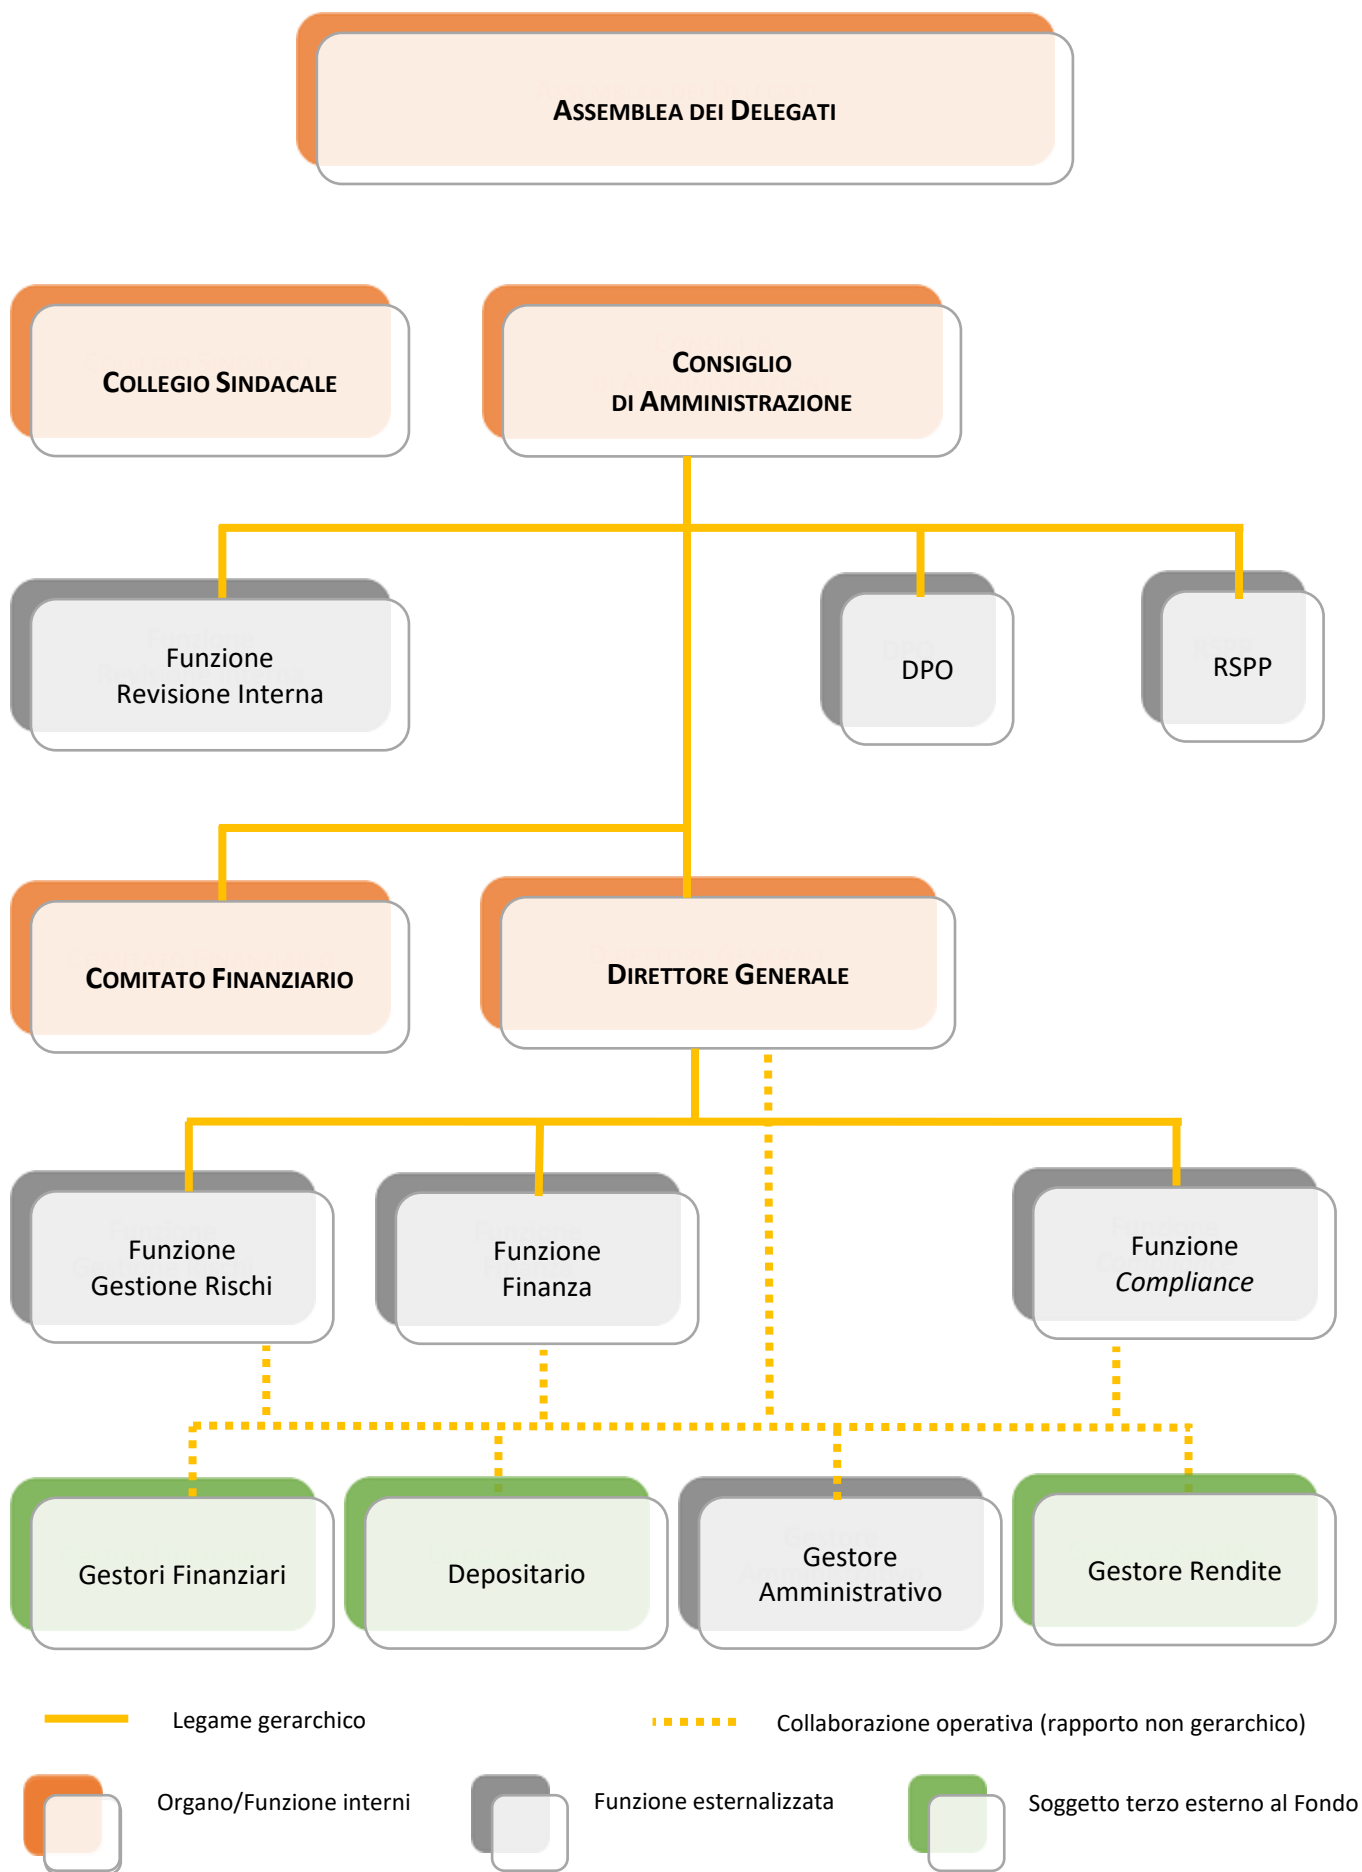 ASSEMBLEA DEI DELEGATI
COLLEGIO SINDACALE
CONSIGLIO
DI AMMINISTRAZIONE
Funzione
Revisione Interna
DPO
RSPP
COMITATO FINANZIARIO
DIRETTORE GENERALE
Funzione
Gestione Rischi
Funzione
Finanza
Funzione
Compliance
Gestori Finanziari
Depositario
Gestore
Amministrativo
Gestore Rendite
Legame gerarchico
Collaborazione operativa (rapporto non gerarchico)
Organo/Funzione interni
Funzione esternalizzata
Soggetto terzo esterno al Fondo